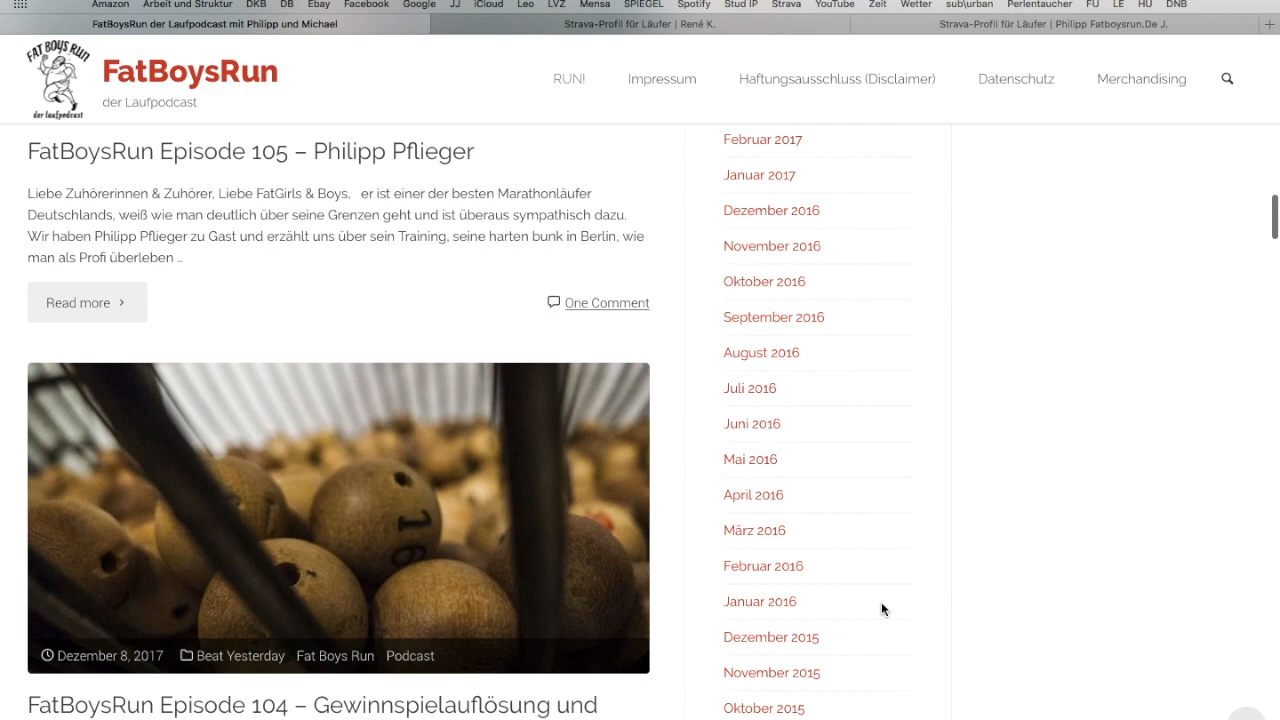 Amazon Arbeit und Struktur DKB DB Ebay Facebook Google JJ iCloud Leo LVZ Mensa SPIEGEL Spotify Stud IP Strava YouTube Zeit Wetter sub\urban Perlentaucher FU LE HU DNB
FatBoysRun der Laufpodcast mit Philipp und Michael Strava-Profil für Läufer | René K. Strava-Profil für Läufer | Philipp Fatboysrun.De J.
FAT BOYS RUN
der laufpodcast
FatBoysRun
der Laufpodcast
RUN! Impressum Haftungsausschluss (Disclaimer) Datenschutz Merchandising
FatBoysRun Episode 105 – Philipp Pflieger
Liebe Zuhörerinnen & Zuhörer, Liebe FatGirls & Boys, er ist einer der besten Marathonläufer
Deutschlands, weiß wie man deutlich über seine Grenzen geht und ist überaus sympathisch dazu.
Wir haben Philipp Pflieger zu Gast und erzählt uns über sein Training, seine harten bunk in Berlin, wie
man als Profi überleben ..
Read more
One Comment
16
Dezember 8, 2017 Beat Yesterday Fat Boys Run Podcast
FatBoysRun Episode 104 – Gewinnspielauflösung und
Februar 2017
Januar 2017
Dezember 2016
November 2016
Oktober 2016
September 2016
August 2016
Juli 2016
Juni 2016
Mai 2016
April 2016
März 2016
Februar 2016
Januar 2016
Dezember 2015
November 2015
Oktober 2015